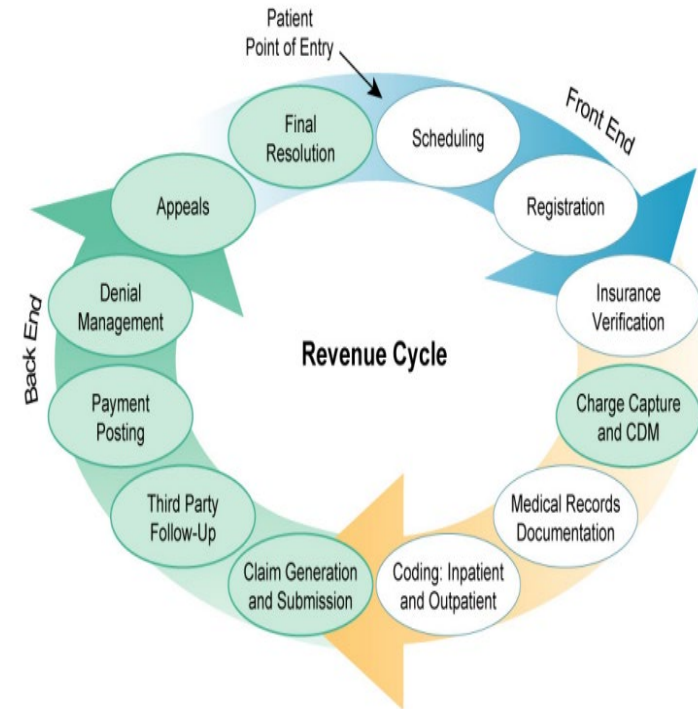 Patient
Point of Entry
Front End
Final
Resolution
Scheduling
Registration
Insurance
Verification
Charge Capture
and CDM
Medical Records
Documentation
Coding: Inpatient
and Outpatient
Claim Generation
and Submission
Third Party
Follow-Up
Payment
Posting
Denial
Management
Appeals
Back End
Revenue Cycle